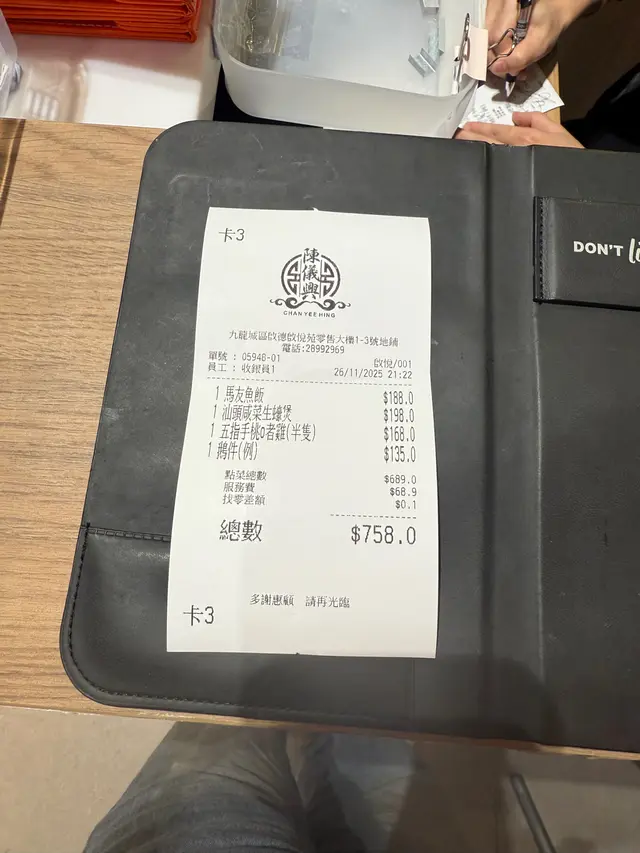 卡3
陳儀興
CHAN YEE HING
九龍城區啟德啟悅苑零售大樓1-3號地鋪
電話:28992969
單號 : 05948-01 啟悅/001
員工 : 收銀員1 26/11/2025 21:22
1 馬友魚飯 $188.0
1 汕頭咸菜生蠔煲 $198.0
1 五指手桃o者雞(半隻) $168.0
1 鵝件(例) $135.0
點菜總數 $689.0
服務費 $68.9
找零差額 $0.1
總數 $758.0
多謝惠顧 請再光臨
卡3
DON'T